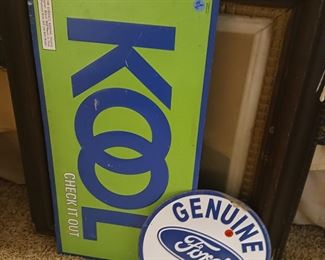 KOOL
CHECK IT OUT
GENUINE
Ford